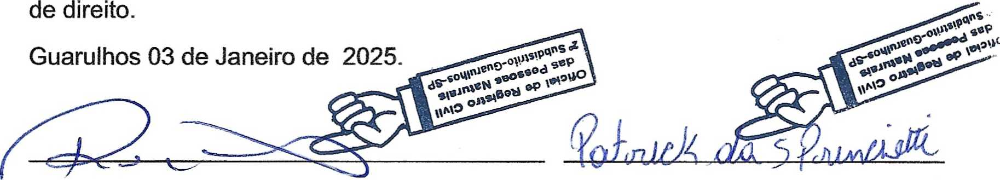 de direito.
Guarulhos 03 de Janeiro de 2025.
Oficial de Registro Civil
das Pessoas Naturais
2º Subdistrito-Guarulhos-SP
Oficial de Registro Civil
das Pessoas Naturais
Subdistrito-Guarulhos-SP
Patrick da S